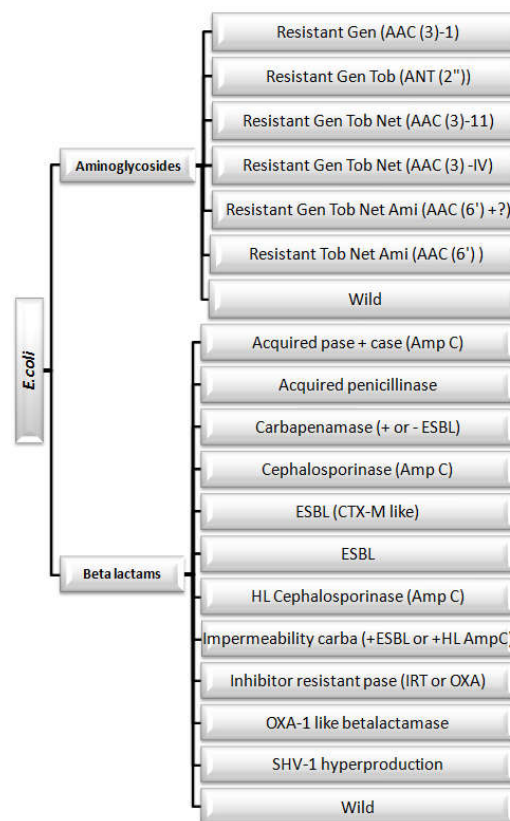 E.coli
Aminoglycosides
Resistant Gen (AAC (3)-1)
Resistant Gen Tob (ANT (2"))
Resistant Gen Tob Net (AAC (3)-11)
Resistant Gen Tob Net (AAC (3) -IV)
Resistant Gen Tob Net Ami (AAC (6') +?)
Resistant Tob Net Ami (AAC (6') )
Wild
Beta lactams
Acquired pase + case (Amp C)
Acquired penicillinase
Carbapenamase (+ or - ESBL)
Cephalosporinase (Amp C)
ESBL (CTX-M like)
ESBL
HL Cephalosporinase (Amp C)
Impermeability carba (+ESBL or +HL AmpC)
Inhibitor resistant pase (IRT or OXA)
OXA-1 like betalactamase
SHV-1 hyperproduction
Wild